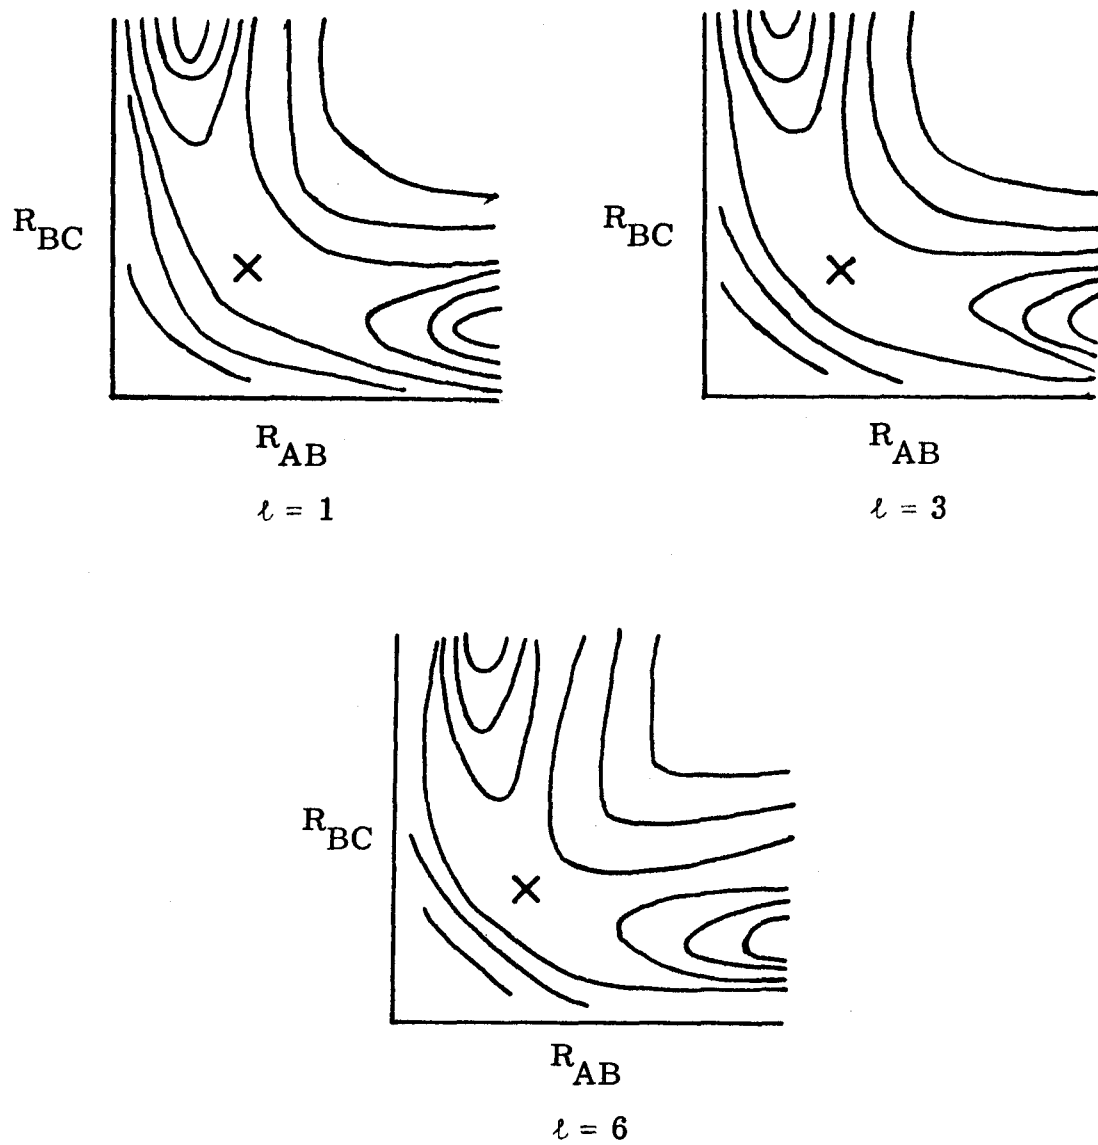 R_BC
R_AB
ℓ = 1
R_BC
R_AB
ℓ = 3
R_BC
R_AB
ℓ = 6